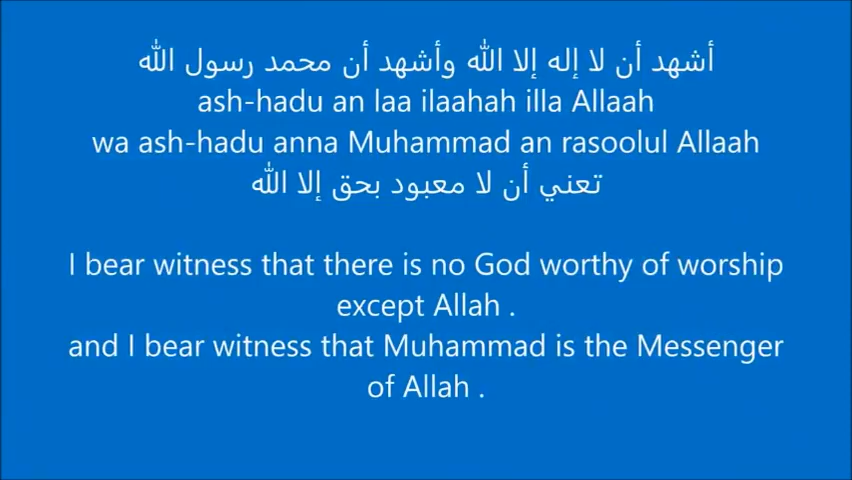 أشهد أن لا إله إلا الله وأشهد أن محمد رسول الله
ash-hadu an laa ilaahah illa Allaah
wa ash-hadu anna Muhammad an rasoolul Allaah
تعني أن لا معبود بحق إلا الله
I bear witness that there is no God worthy of worship
except Allah .
and I bear witness that Muhammad is the Messenger
of Allah .